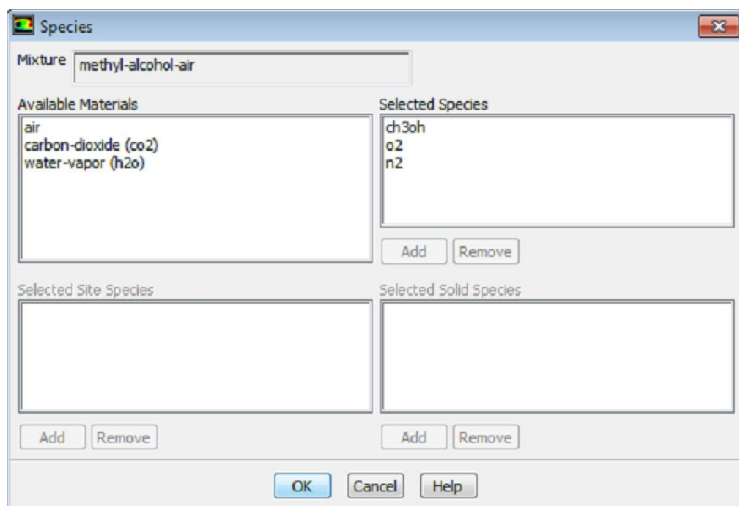 Species
Mixture methyl-alcohol-air
Available Materials
air
carbon-dioxide (co2)
water-vapor (h2o)
Selected Species
ch3oh
o2
n2
Add Remove
Selected Site Species
Add Remove
Selected Solid Species
Add Remove
OK Cancel Help